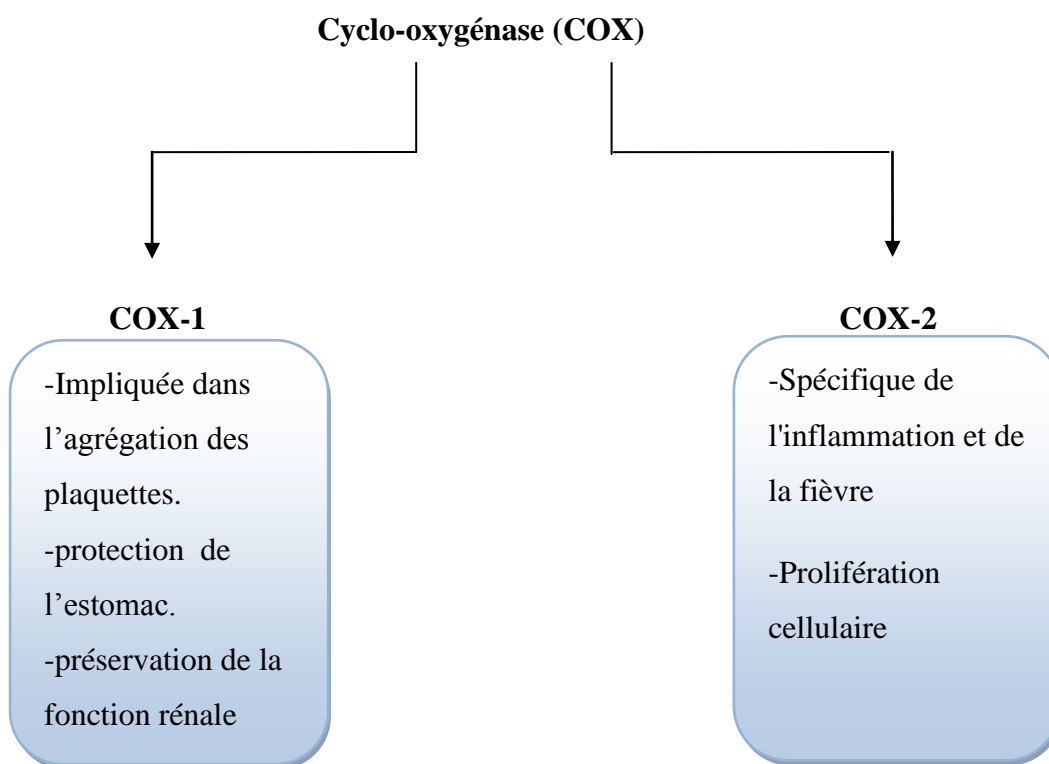 Cyclo-oxygénase (COX)
COX-1
-Impliquée dans
l’agrégation des
plaquettes.
-protection de
l’estomac.
-préservation de la
fonction rénale
COX-2
-Spécifique de
l'inflammation et de
la fièvre
-Prolifération
cellulaire